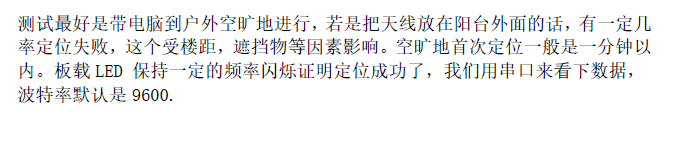 测试最好是带电脑到户外空旷地进行，若是把天线放在阳台外面的话，有一定几
率定位失败，这个受楼距，遮挡物等因素影响。空旷地首次定位一般是一分钟以
内。板载 LED 保持一定的频率闪烁证明定位成功了，我们用串口来看下数据，
波特率默认是 9600.